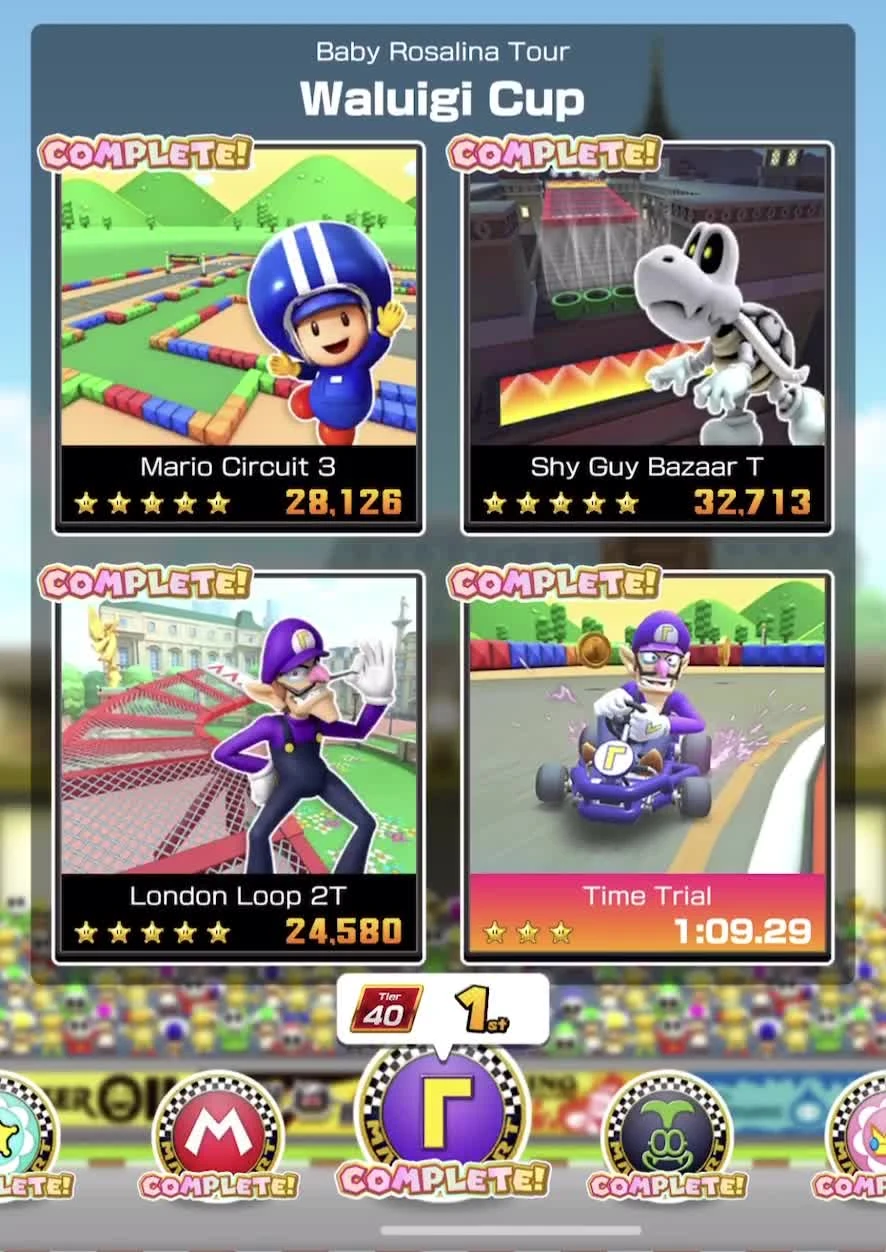 Baby Rosalina Tour
Waluigi Cup
COMPLETE!
COMPLETE!
Mario Circuit 3
28,126
Shy Guy Bazaar T
32,713
COMPLETE!
COMPLETE!
London Loop 2T
24,580
Time Trial
1:09.29
Tier
40
1st
M
COMPLETE!
COMPLETE!
COMPLETE!